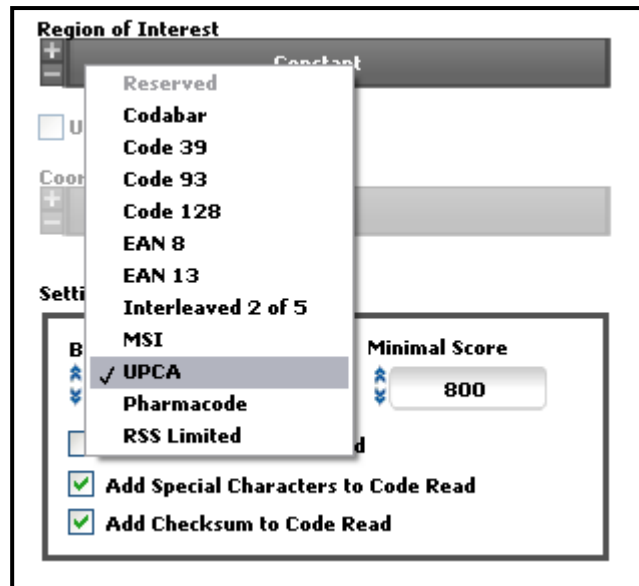 Region of Interest
Constant
Reserved
Codabar
U
Code 39
Code 93
Coor
Code 128
EAN 8
EAN 13
Setti
Interleaved 2 of 5
MSI
B
Minimal Score
UPCA
800
Pharmacode
RSS Limited
d
Add Special Characters to Code Read
Add Checksum to Code Read